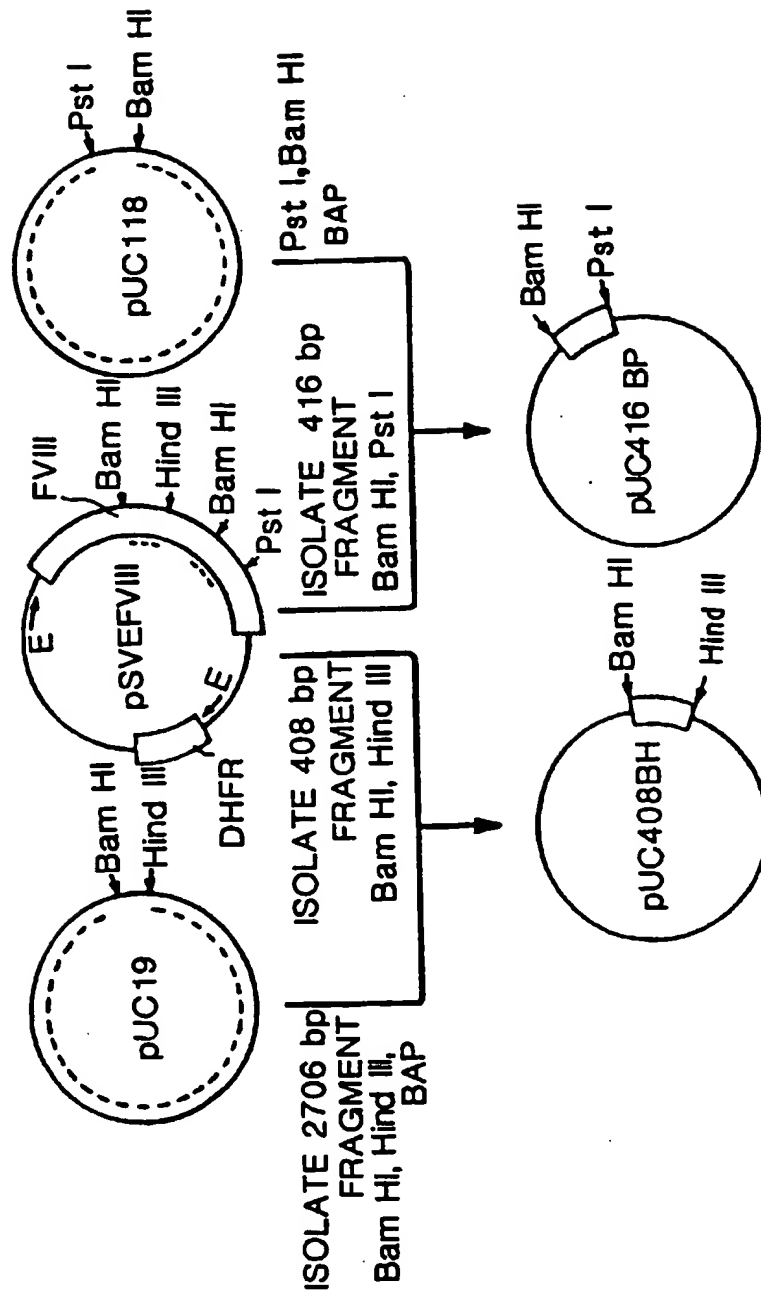 pUC19
Bam HI
Hind III
pSVEFVIII
E
E
DHFR
FVIII
Bam HI
Hind III
Bam HI
Pst I
pUC118
Pst I
Bam HI
ISOLATE 2706 bp
FRAGMENT
Bam HI, Hind III,
BAP
ISOLATE 408 bp
FRAGMENT
Bam HI, Hind III
ISOLATE 416 bp
FRAGMENT
Bam HI, Pst I
Pst I,Bam HI
BAP
pUC408BH
Bam HI
Hind III
pUC416 BP
Bam HI
Pst I